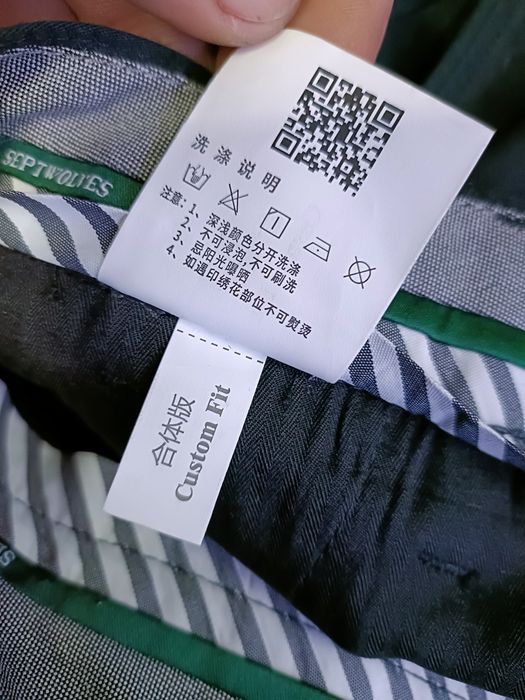 SEPTWOLVES
洗涤说明
注意:1、深浅颜色分开洗涤
2、不可浸泡,不可刷洗
3、忌阳光曝晒
4、如遇印绣花部位不可熨烫
合体版
Custom Fit